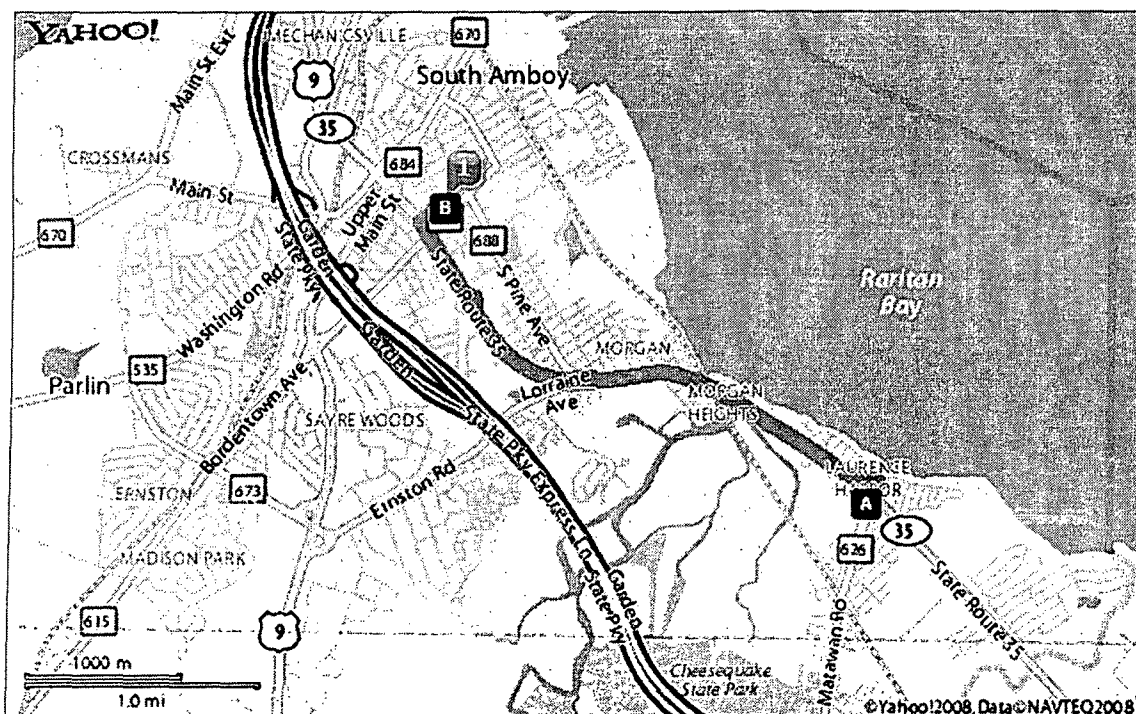 YAHOO!
MECHANICSVILLE
670
Main St Ext
9
South Amboy
35
CROSSMANS
684
1
Main St
Upper
Main St
B
670
Garden
State Pky
688
State Route 35
S Pine Ave
Raritan
Bay
Washington Rd
Garden
MORGAN
535
Parlin
Bordentown Ave
Lorraine
Ave
MORGAN
HEIGHTS
SAYRE WOODS
State Pky Express Ln
LAURENCE
HARBOR
ERNSTON
673
Ernston Rd
A
35
626
MADISON PARK
Garden
State Pky
State Route 35
615
9
Matawan Rd
1000 m
Cheesequake
State Park
1.0 mi
©Yahoo!2008, Data©NAVTEQ2008